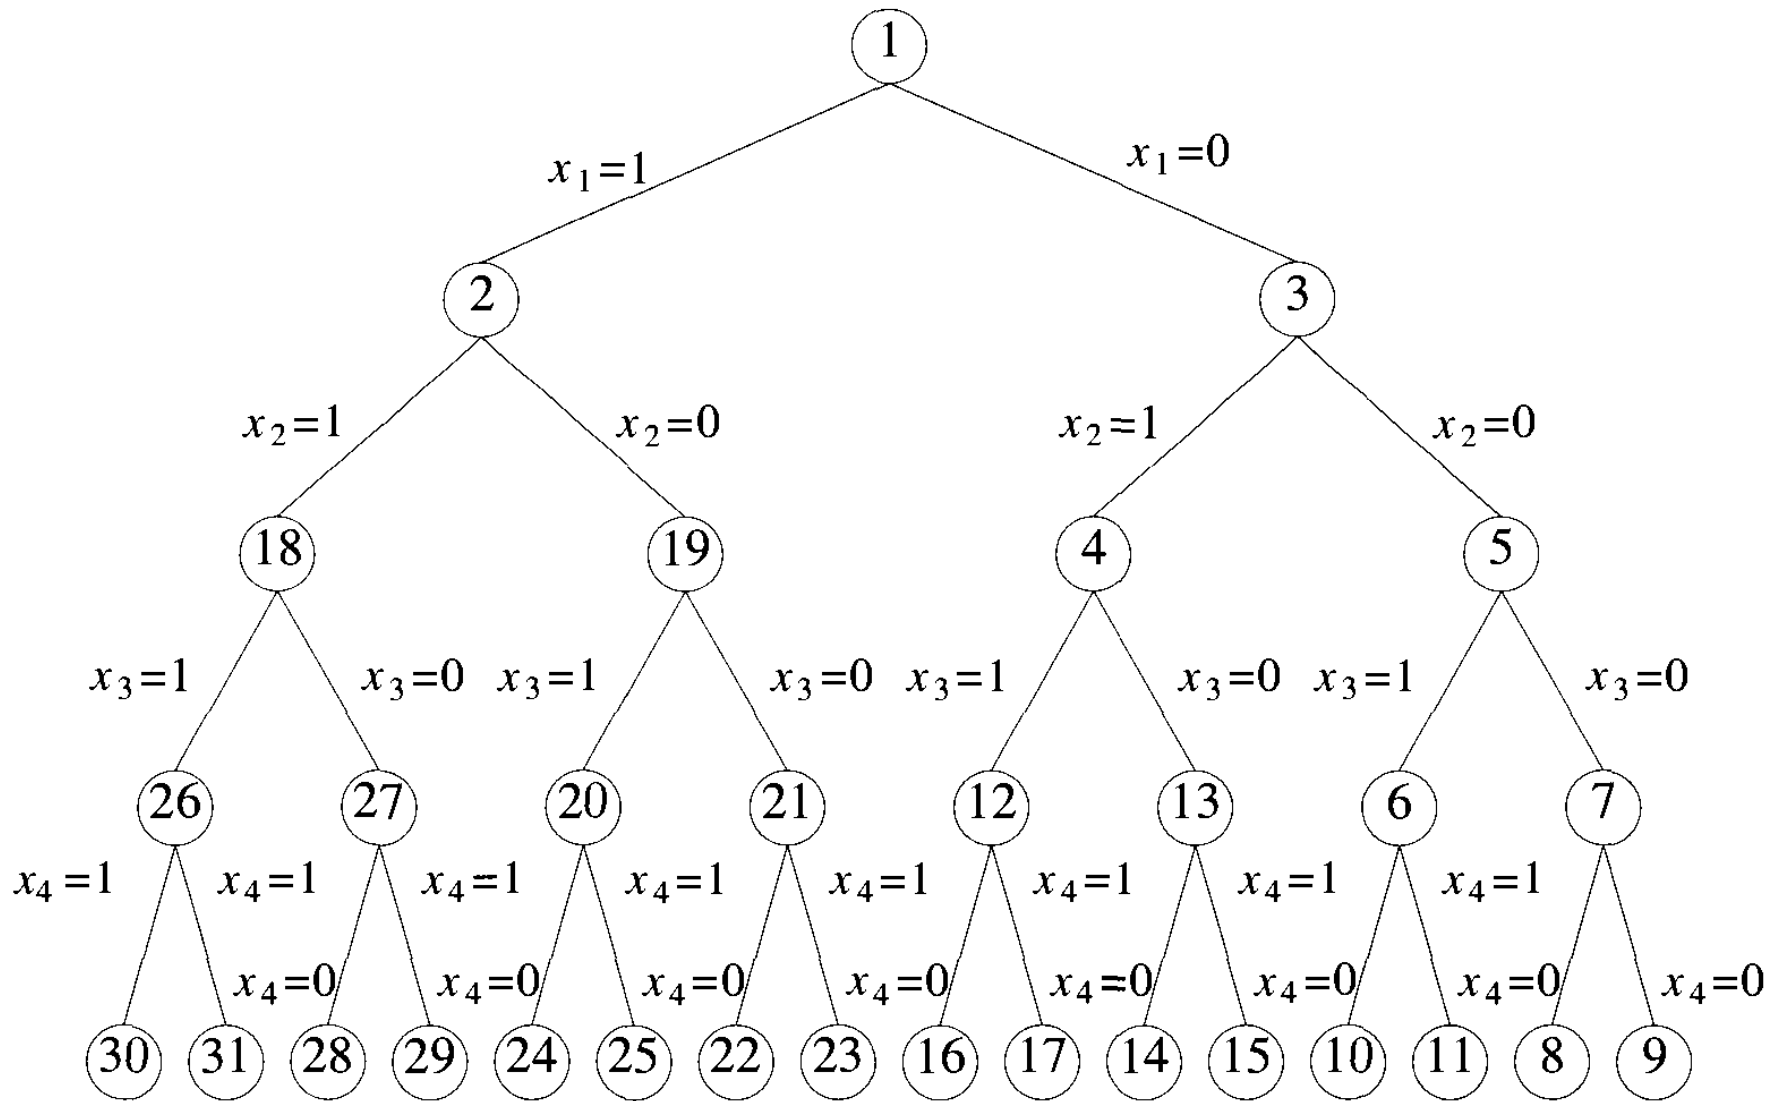 1
x1=1 x1=0
2 3
x2=1 x2=0 x2=1 x2=0
18 19 4 5
x3=1 x3=0 x3=1 x3=0 x3=1 x3=0 x3=1 x3=0
26 27 20 21 12 13 6 7
x4=1 x4=1 x4=1 x4=1 x4=1 x4=1 x4=1 x4=1
x4=0 x4=0 x4=0 x4=0 x4=0 x4=0 x4=0 x4=0
30 31 28 29 24 25 22 23 16 17 14 15 10 11 8 9